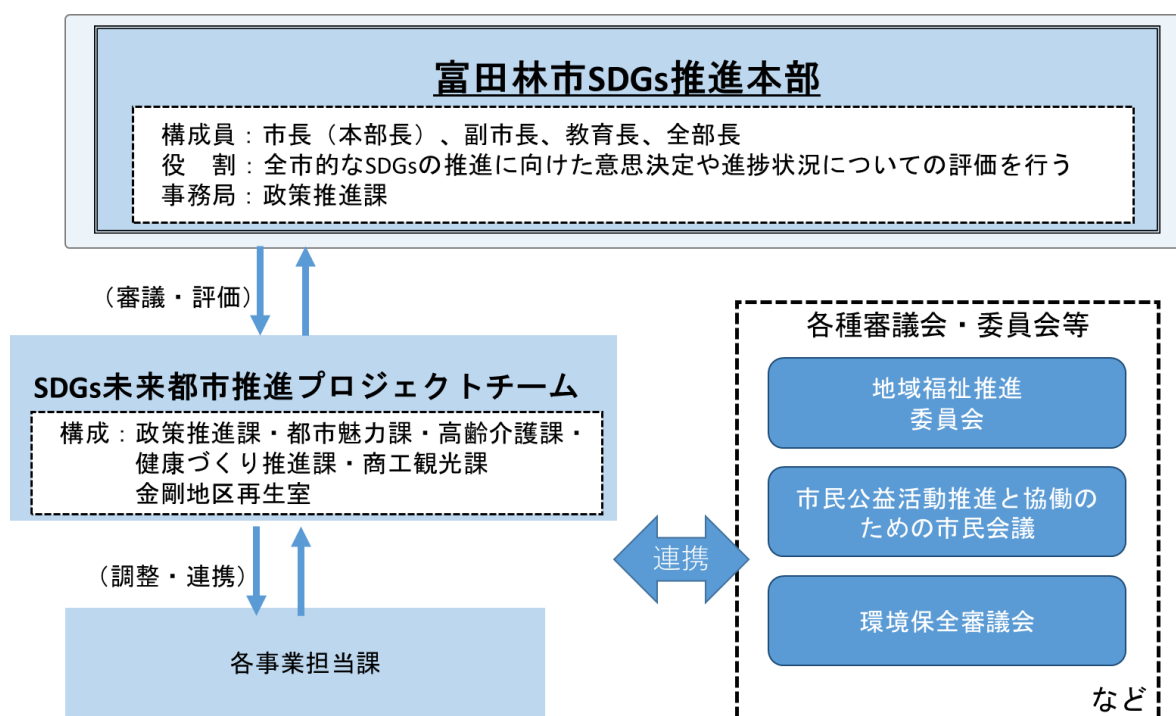 富田林市SDGs推進本部
構成員：市長（本部長）、副市長、教育長、全部長
役　割：全市的なSDGsの推進に向けた意思決定や進捗状況についての評価を行う
事務局：政策推進課
（審議・評価）
SDGs未来都市推進プロジェクトチーム
構成：政策推進課・都市魅力課・高齢介護課・
健康づくり推進課・商工観光課
金剛地区再生室
（調整・連携）
各事業担当課
連携
各種審議会・委員会等
地域福祉推進
委員会
市民公益活動推進と協働の
ための市民会議
環境保全審議会
など